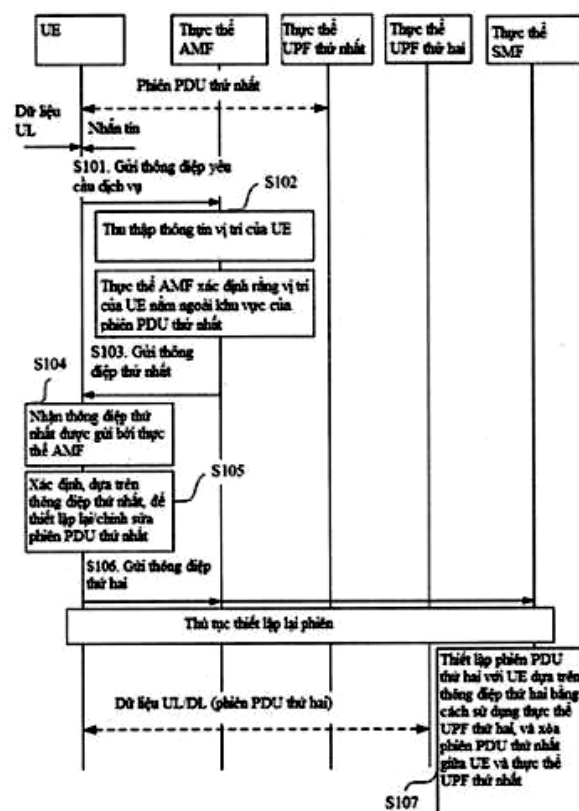 UE
Thực thể
AMF
Thực thể
UPF thứ nhất
Thực thể
UPF thứ hai
Thực thể
SMF
Phiên PDU thứ nhất
Dữ liệu
UL
Nhắn tin
S101. Gửi thông điệp yêu
cầu dịch vụ
S102
Thu thập thông tin vị trí của UE
Thực thể AMF xác định rằng vị trí
của UE nằm ngoài khu vực của
phiên PDU thứ nhất
S103. Gửi thông
điệp thứ nhất
S104
Nhận thông điệp thứ
nhất được gửi bởi thực
thể AMF
S105
Xác định, dựa trên
thông điệp thứ nhất, để
thiết lập lại/chỉnh sửa
phiên PDU thứ nhất
S106. Gửi thông điệp
thứ hai
Thủ tục thiết lập lại phiên
Thiết lập phiên PDU
thứ hai với UE dựa trên
thông điệp thứ hai bằng
cách sử dụng thực thể
UPF thứ hai, và xóa
phiên PDU thứ nhất
giữa UE và thực thể
UPF thứ nhất
Dữ liệu UL/DL (phiên PDU thứ hai)
S107